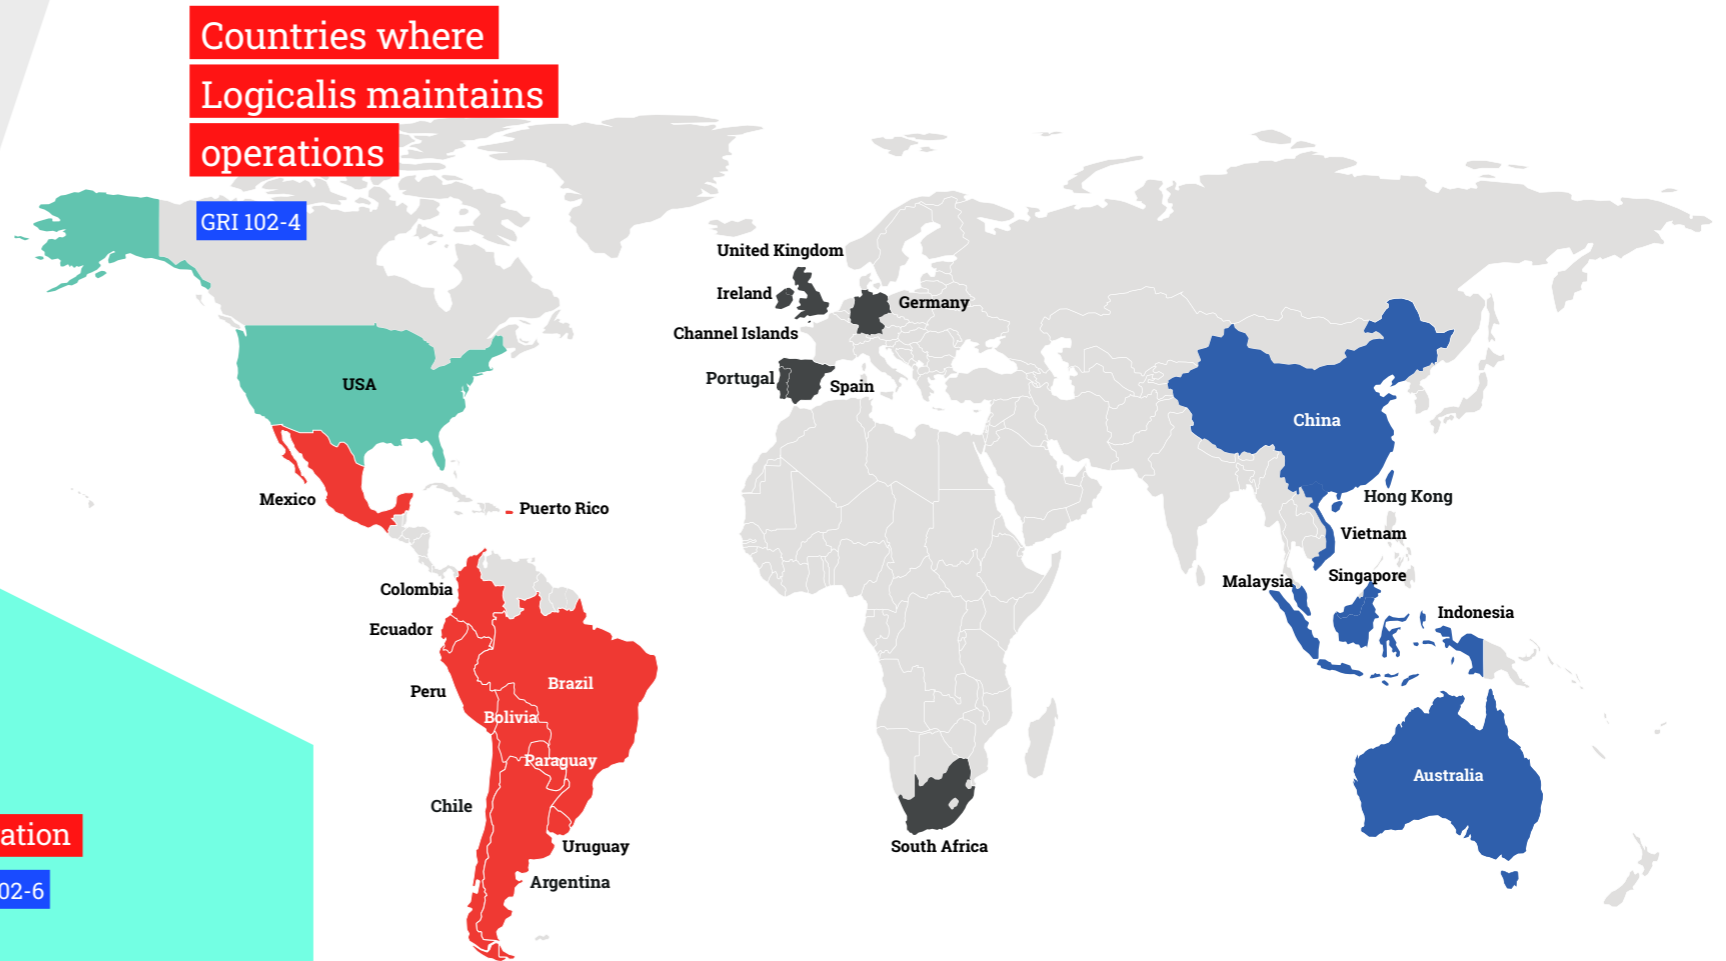 Countries where
Logicalis maintains
operations
GRI 102-4
United Kingdom
Ireland
Germany
Channel Islands
Portugal
Spain
USA
China
Mexico
Puerto Rico
Hong Kong
Vietnam
Malaysia
Singapore
Colombia
Indonesia
Ecuador
Brazil
Peru
Bolivia
Paraguay
Australia
Chile
ation
South Africa
Uruguay
Argentina
02-6